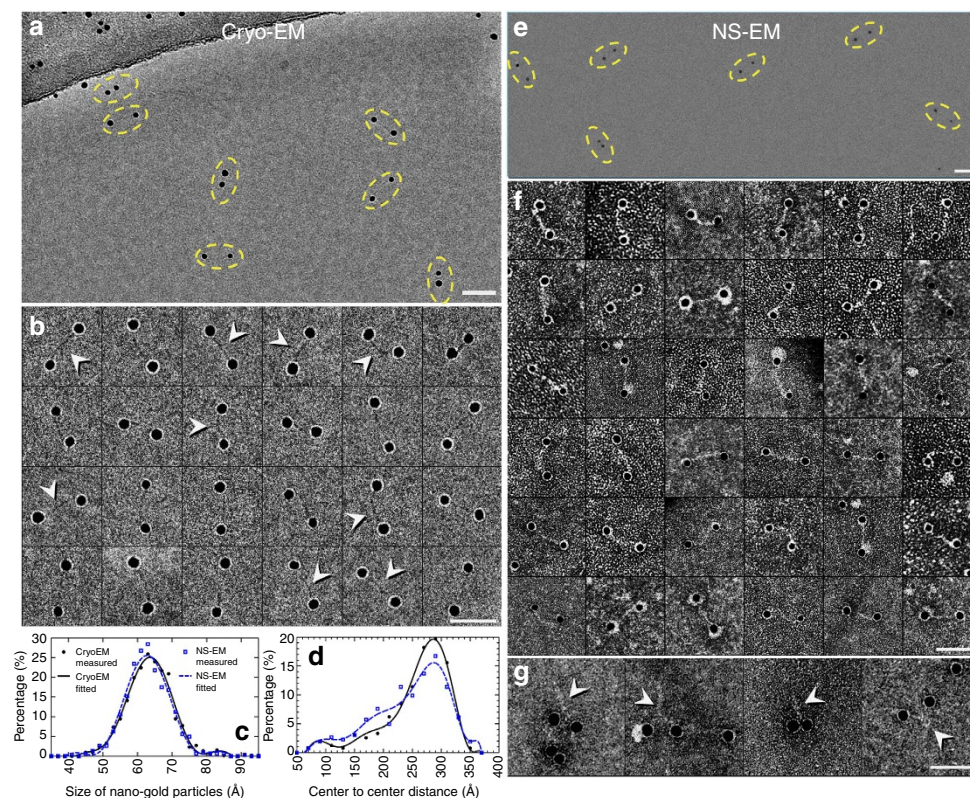 a
Cryo-EM
b
30
25
20
15
10
5
0
Percentage (%)
CryoEM
measured
CryoEM
fitted
NS-EM
measured
NS-EM
fitted
c
40 50 60 70 80 90
Size of nano-gold particles (Å)
20
15
10
5
0
Percentage (%)
d
50 100 150 200 250 300 350 400
Center to center distance (Å)
e
NS-EM
f
g